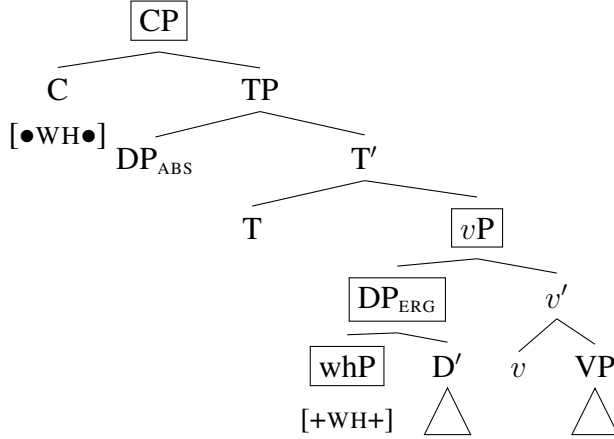 CP
C TP
[●WH●]
DP_ABS T′
T vP
DP_ERG v′
whP D′ v VP
[+WH+]